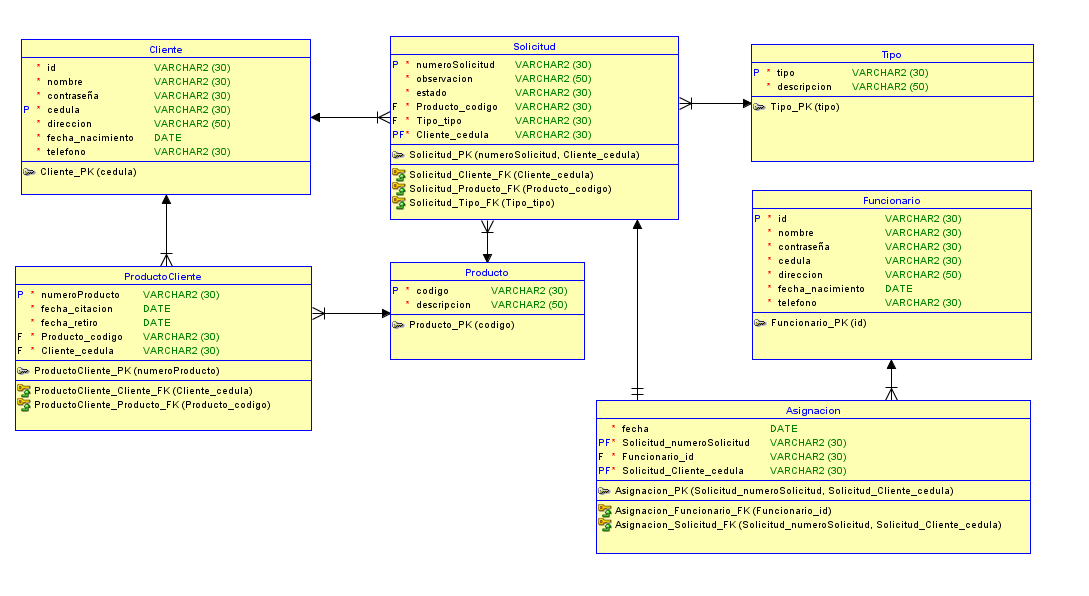 Cliente
* id VARCHAR2 (30)
* nombre VARCHAR2 (30)
* contraseña VARCHAR2 (30)
P * cedula VARCHAR2 (30)
* direccion VARCHAR2 (50)
* fecha_nacimiento DATE
* telefono VARCHAR2 (30)
Cliente_PK (cedula)
Solicitud
P * numeroSolicitud VARCHAR2 (30)
* observacion VARCHAR2 (50)
* estado VARCHAR2 (30)
F * Producto_codigo VARCHAR2 (30)
F * Tipo_tipo VARCHAR2 (30)
PF* Cliente_cedula VARCHAR2 (30)
Solicitud_PK (numeroSolicitud, Cliente_cedula)
Solicitud_Cliente_FK (Cliente_cedula)
Solicitud_Producto_FK (Producto_codigo)
Solicitud_Tipo_FK (Tipo_tipo)
Tipo
P * tipo VARCHAR2 (30)
* descripcion VARCHAR2 (50)
Tipo_PK (tipo)
Funcionario
P * id VARCHAR2 (30)
* nombre VARCHAR2 (30)
* contraseña VARCHAR2 (30)
* cedula VARCHAR2 (30)
* direccion VARCHAR2 (50)
* fecha_nacimiento DATE
* telefono VARCHAR2 (30)
Funcionario_PK (id)
ProductoCliente
P * numeroProducto VARCHAR2 (30)
* fecha_citacion DATE
* fecha_retiro DATE
F * Producto_codigo VARCHAR2 (30)
F * Cliente_cedula VARCHAR2 (30)
ProductoCliente_PK (numeroProducto)
ProductoCliente_Cliente_FK (Cliente_cedula)
ProductoCliente_Producto_FK (Producto_codigo)
Producto
P * codigo VARCHAR2 (30)
* descripcion VARCHAR2 (50)
Producto_PK (codigo)
Asignacion
* fecha DATE
PF* Solicitud_numeroSolicitud VARCHAR2 (30)
F * Funcionario_id VARCHAR2 (30)
PF* Solicitud_Cliente_cedula VARCHAR2 (30)
Asignacion_PK (Solicitud_numeroSolicitud, Solicitud_Cliente_cedula)
Asignacion_Funcionario_FK (Funcionario_id)
Asignacion_Solicitud_FK (Solicitud_numeroSolicitud, Solicitud_Cliente_cedula)